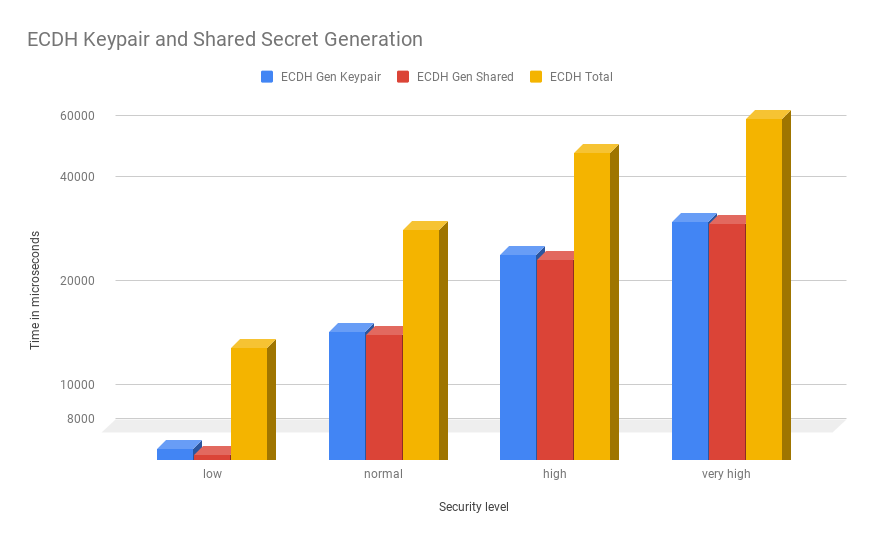 ECDH Keypair and Shared Secret Generation
ECDH Gen Keypair ECDH Gen Shared ECDH Total
60000
40000
20000
10000
8000
Time in microseconds
low normal high very high
Security level